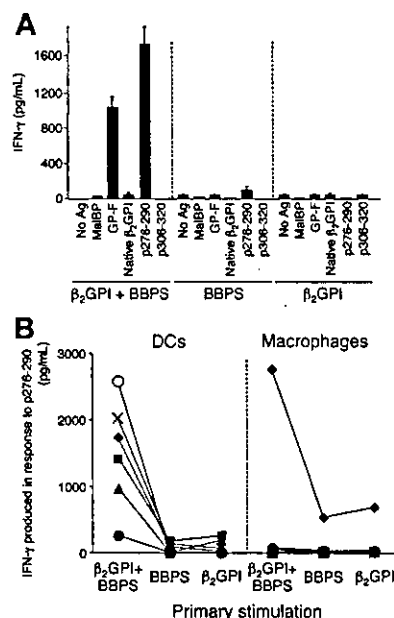 A
IFN-γ (pg/mL)
1600
1200
800
400
0
No Ag
MalBP
GP-F
Native β₂GPI
p276-290
p306-320
No Ag
MalBP
GP-F
Native β₂GPI
p276-290
p306-320
No Ag
MalBP
GP-F
Native β₂GPI
p276-290
p306-320
β₂GPI + BBPS
BBPS
β₂GPI
B
DCs
Macrophages
IFN-γ produced in response to p276-290
(pg/mL)
3000
2000
1000
0
β₂GPI+
BBPS
BBPS
β₂GPI
β₂GPI+
BBPS
BBPS
β₂GPI
Primary stimulation